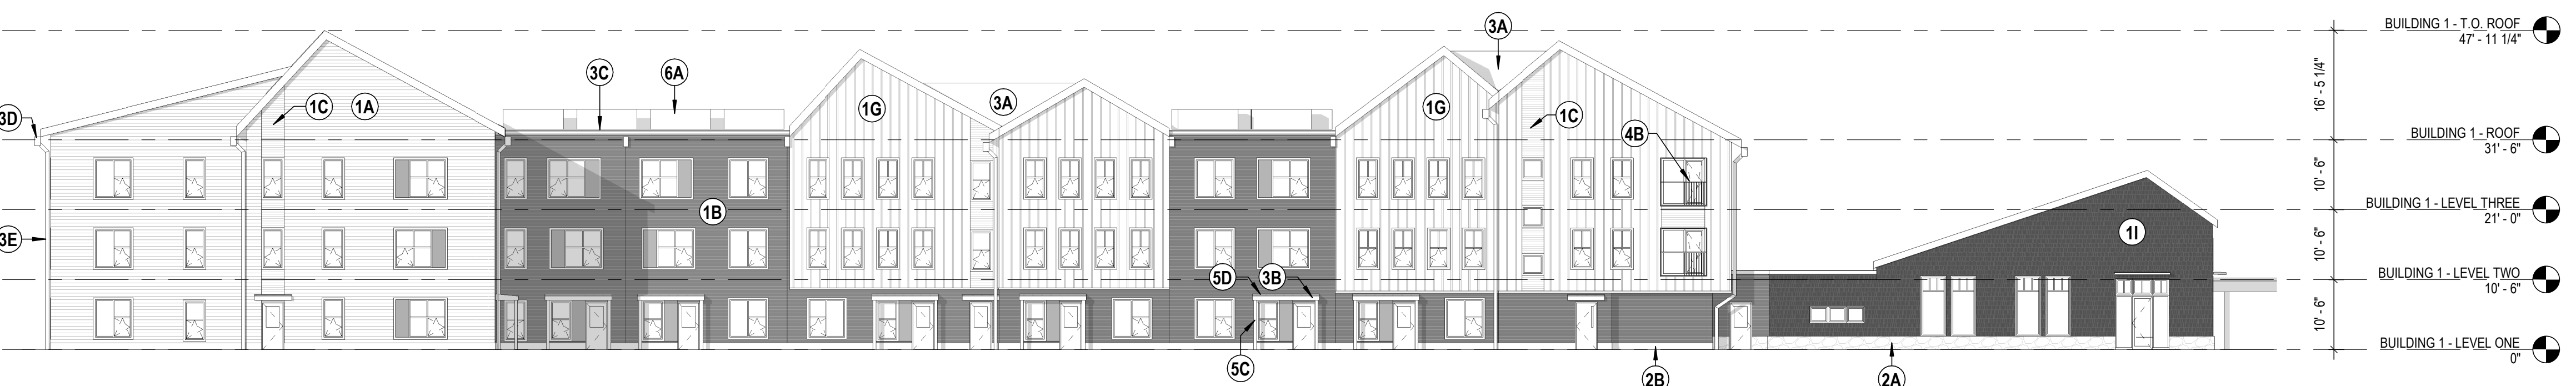 3A
BUILDING 1 - T.O. ROOF
47' - 11 1/4"
3C
6A
16' - 5 1/4"
1C
1A
1G
3A
1G
1C
3D
4B
BUILDING 1 - ROOF
31' - 6"
10' - 6"
1B
BUILDING 1 - LEVEL THREE
21' - 0"
3E
1I
10' - 6"
5D
3B
BUILDING 1 - LEVEL TWO
10' - 6"
10' - 6"
BUILDING 1 - LEVEL ONE
0"
5C
2B
2A